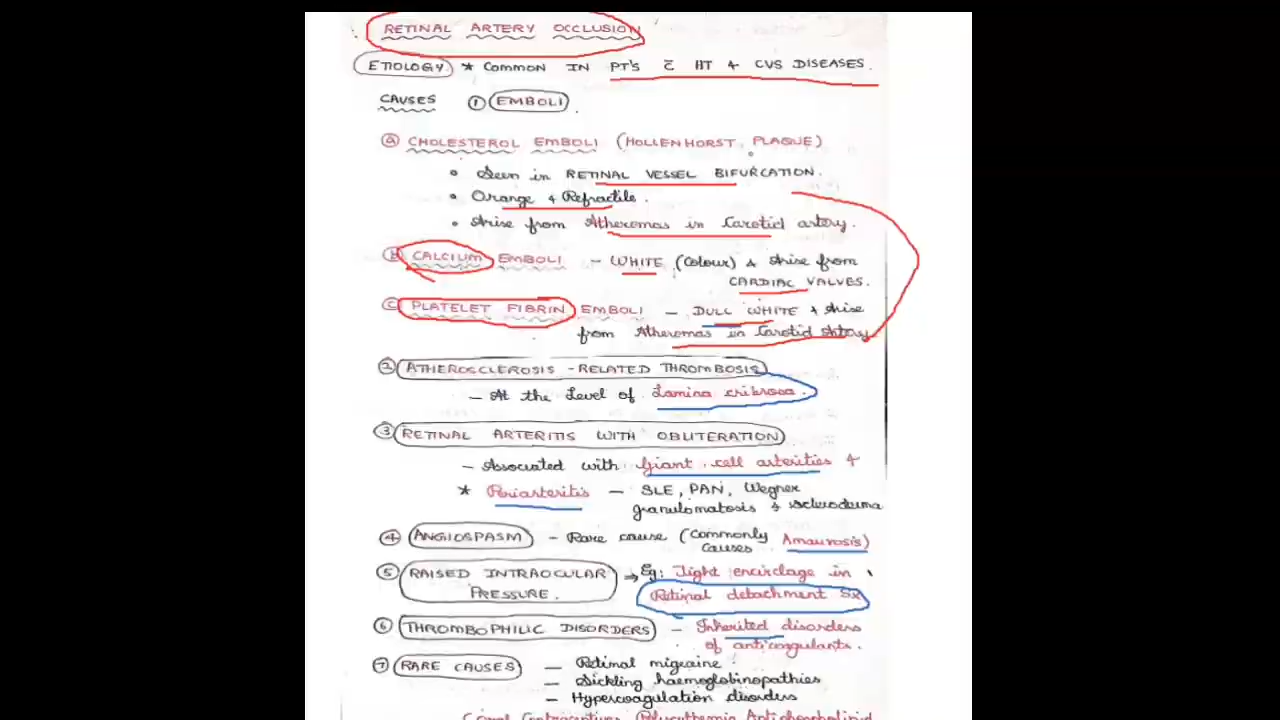 RETINAL ARTERY OCCLUSION
ETIOLOGY * COMMON IN PT'S c̄ HT & CVS DISEASES.
CAUSES ① EMBOLI.
ⓐ CHOLESTEROL EMBOLI (HOLLENHORST PLAQUE)
• Seen in RETINAL VESSEL BIFURCATION.
• Orange & Refractile.
• Arise from Atheromas in Carotid artery.
ⓑ CALCIUM EMBOLI - WHITE (Colour) & Arise from
CARDIAC VALVES.
ⓒ PLATELET FIBRIN EMBOLI - DULL WHITE & Arise
from Atheromas in Carotid Artery
② ATHEROSCLEROSIS - RELATED THROMBOSIS
- At the level of Lamina cribrosa.
③ RETINAL ARTERITIS WITH OBLITERATION
- Associated with Giant cell arterities &
* Periarteritis - SLE, PAN, Wegner
granulomatosis & scleroderma
④ ANGIOSPASM - Rare cause (Commonly
causes Amaurosis)
⑤ RAISED INTRAOCULAR → Eg: Tight encirclage in
PRESSURE. Retinal detachment Sx
⑥ THROMBOPHILIC DISORDERS - Inherited disorders
of anticoagulants.
⑦ RARE CAUSES - Retinal migraine
- Sickling haemoglobinopathies
- Hypercoagulation disorders
Contraceptives, Polycythemia, Antiphospholipid